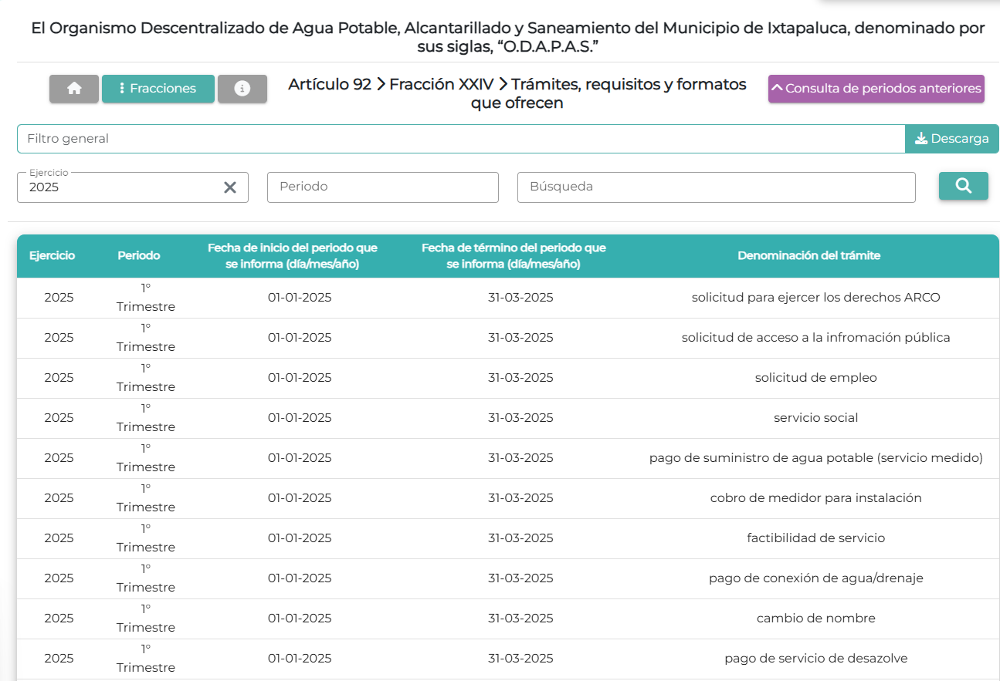 El Organismo Descentralizado de Agua Potable, Alcantarillado y Saneamiento del Municipio de Ixtapaluca, denominado por
sus siglas, “O.D.A.P.A.S.”
Fracciones
Artículo 92 > Fracción XXIV > Trámites, requisitos y formatos
que ofrecen
Consulta de periodos anteriores
Filtro general
Descarga
Ejercicio
2025
Periodo
Búsqueda
Ejercicio Periodo Fecha de inicio del periodo que se informa (día/mes/año) Fecha de término del periodo que se informa (día/mes/año) Denominación del trámite
2025 1° Trimestre 01-01-2025 31-03-2025 solicitud para ejercer los derechos ARCO
2025 1° Trimestre 01-01-2025 31-03-2025 solicitud de acceso a la infromación pública
2025 1° Trimestre 01-01-2025 31-03-2025 solicitud de empleo
2025 1° Trimestre 01-01-2025 31-03-2025 servicio social
2025 1° Trimestre 01-01-2025 31-03-2025 pago de suministro de agua potable (servicio medido)
2025 1° Trimestre 01-01-2025 31-03-2025 cobro de medidor para instalación
2025 1° Trimestre 01-01-2025 31-03-2025 factibilidad de servicio
2025 1° Trimestre 01-01-2025 31-03-2025 pago de conexión de agua/drenaje
2025 1° Trimestre 01-01-2025 31-03-2025 cambio de nombre
2025 1° Trimestre 01-01-2025 31-03-2025 pago de servicio de desazolve